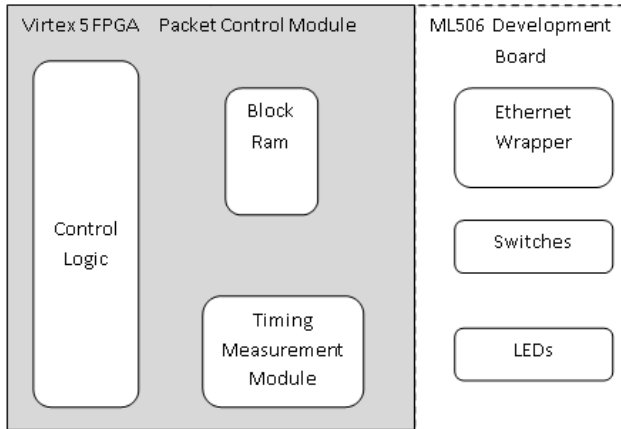 Virtex 5 FPGA Packet Control Module
ML506 Development
Board
Control
Logic
Block
Ram
Timing
Measurement
Module
Ethernet
Wrapper
Switches
LEDs